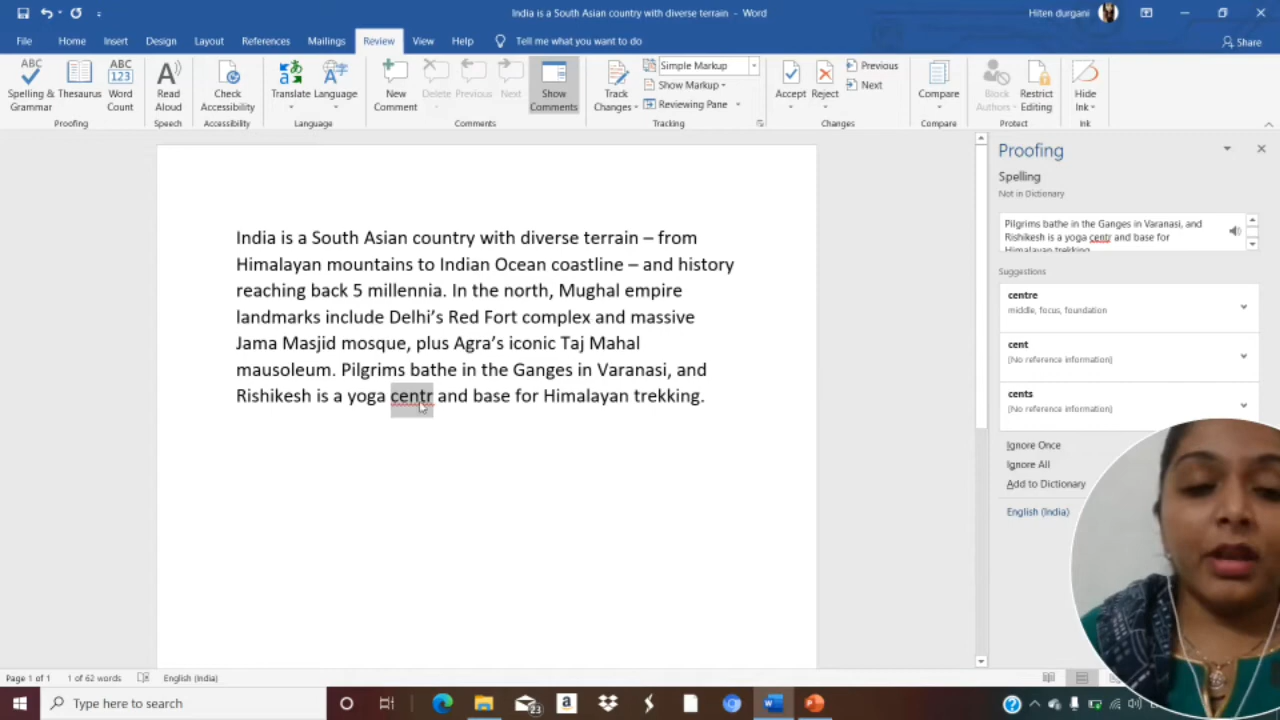 India is a South Asian country with diverse terrain - Word
Hiten durgani
File Home Insert Design Layout References Mailings Review View Help Tell me what you want to do
Share
Spelling & Grammar
Thesaurus
Word Count
Proofing
Read Aloud
Speech
Check Accessibility
Accessibility
Translate
Language
Language
New Comment
Delete
Previous
Next
Show Comments
Comments
Track Changes
Simple Markup
Show Markup
Reviewing Pane
Tracking
Accept
Reject
Previous
Next
Changes
Compare
Compare
Block Authors
Restrict Editing
Protect
Hide Ink
Ink
India is a South Asian country with diverse terrain – from
Himalayan mountains to Indian Ocean coastline – and history
reaching back 5 millennia. In the north, Mughal empire
landmarks include Delhi’s Red Fort complex and massive
Jama Masjid mosque, plus Agra’s iconic Taj Mahal
mausoleum. Pilgrims bathe in the Ganges in Varanasi, and
Rishikesh is a yoga centr and base for Himalayan trekking.
Proofing
Spelling
Not in Dictionary
Pilgrims bathe in the Ganges in Varanasi, and
Rishikesh is a yoga centr and base for
Himalayan trekking
Suggestions
centre
middle, focus, foundation
cent
[No reference information]
cents
[No reference information]
Ignore Once
Ignore All
Add to Dictionary
English (India)
Page 1 of 1 1 of 62 words English (India)
Type here to search
23